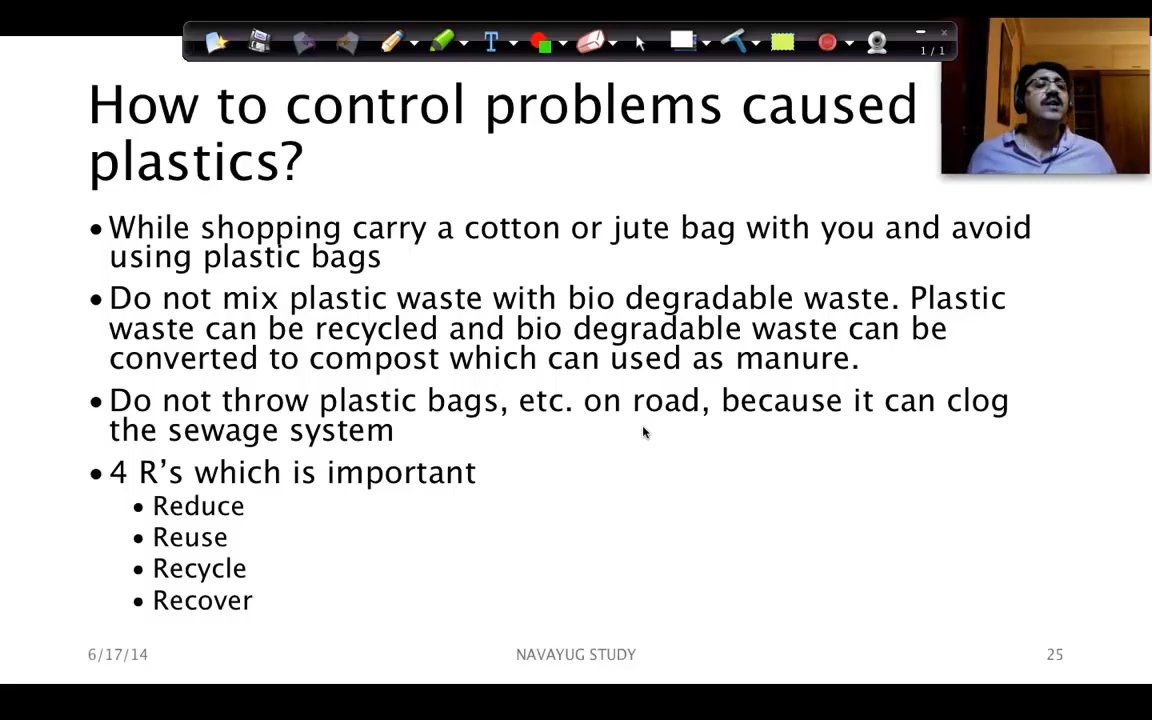 1 / 1
How to control problems caused
plastics?
• While shopping carry a cotton or jute bag with you and avoid
using plastic bags
• Do not mix plastic waste with bio degradable waste. Plastic
waste can be recycled and bio degradable waste can be
converted to compost which can used as manure.
• Do not throw plastic bags, etc. on road, because it can clog
the sewage system
• 4 R’s which is important
• Reduce
• Reuse
• Recycle
• Recover
6/17/14 NAVAYUG STUDY 25